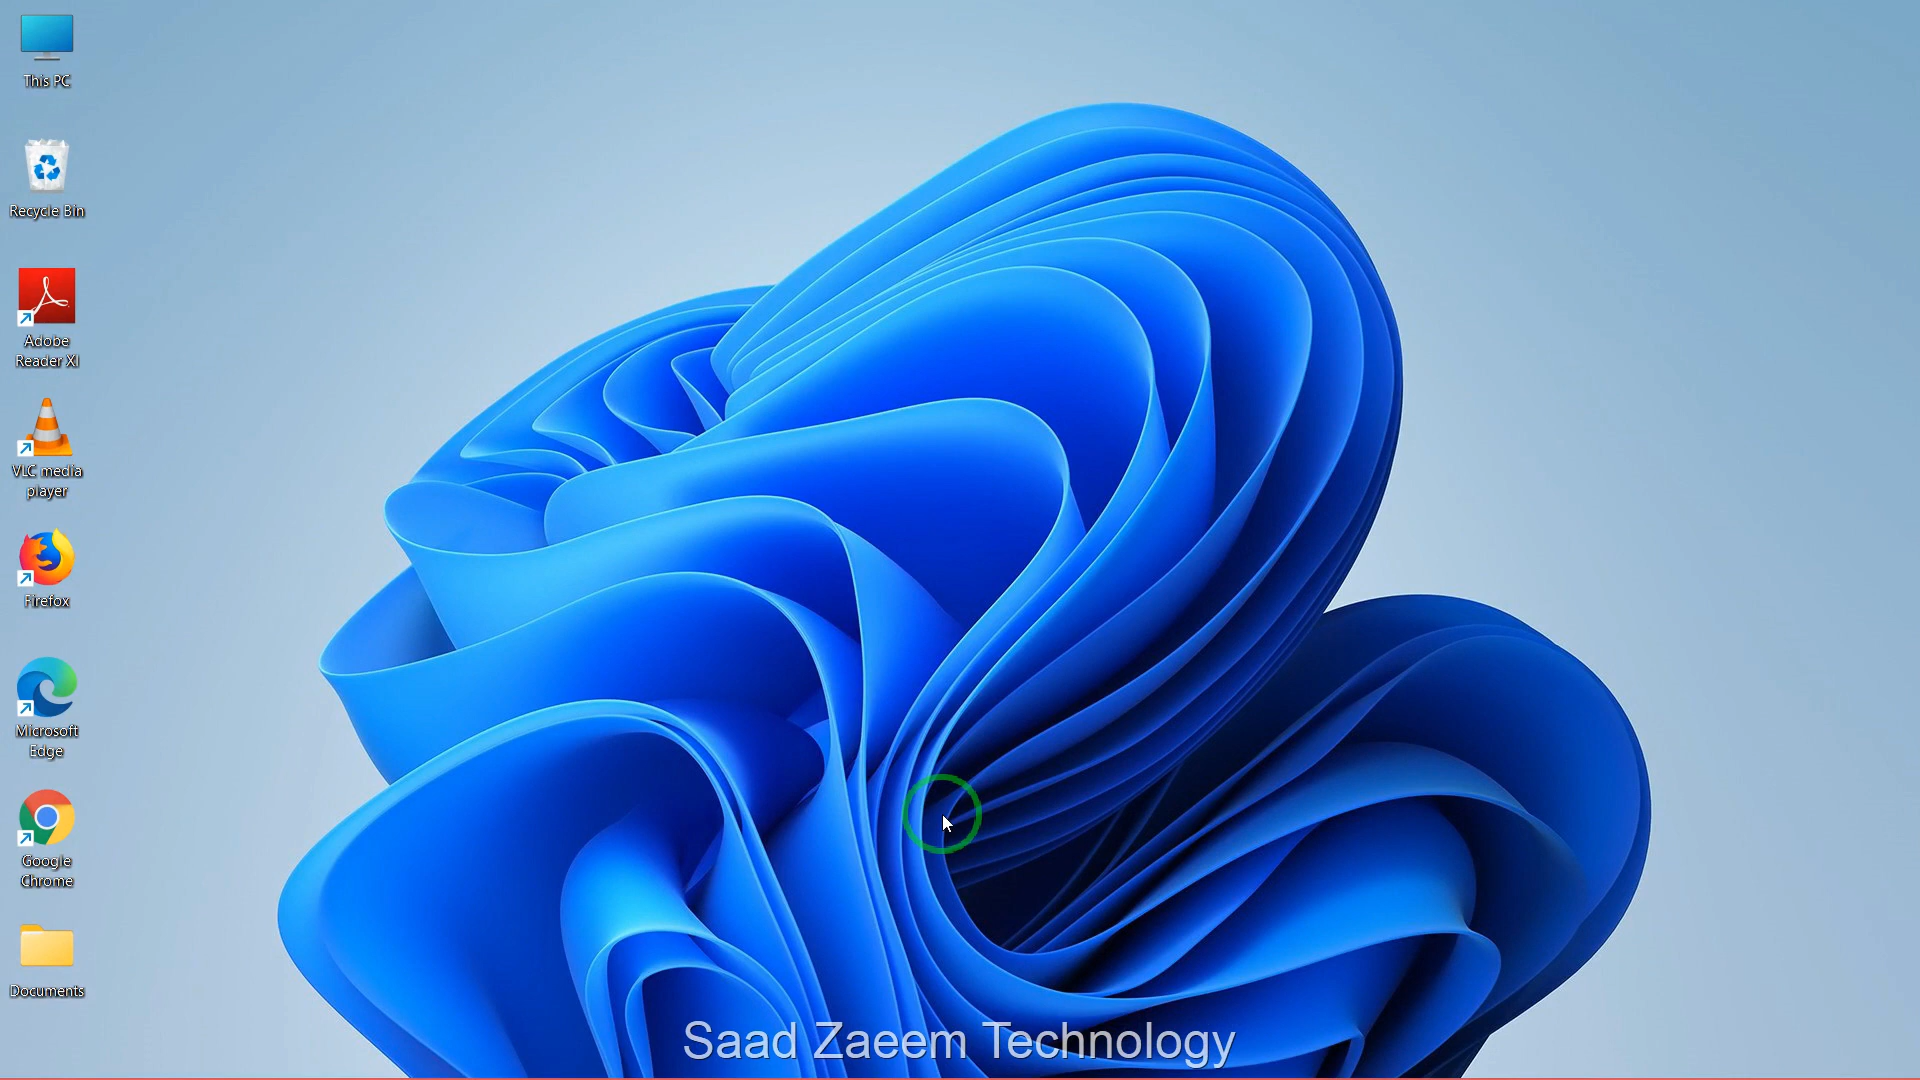 This PC
Recycle Bin
Adobe
Reader XI
VLC media
player
Firefox
Microsoft
Edge
Google
Chrome
Documents
Saad Zaeem Technology